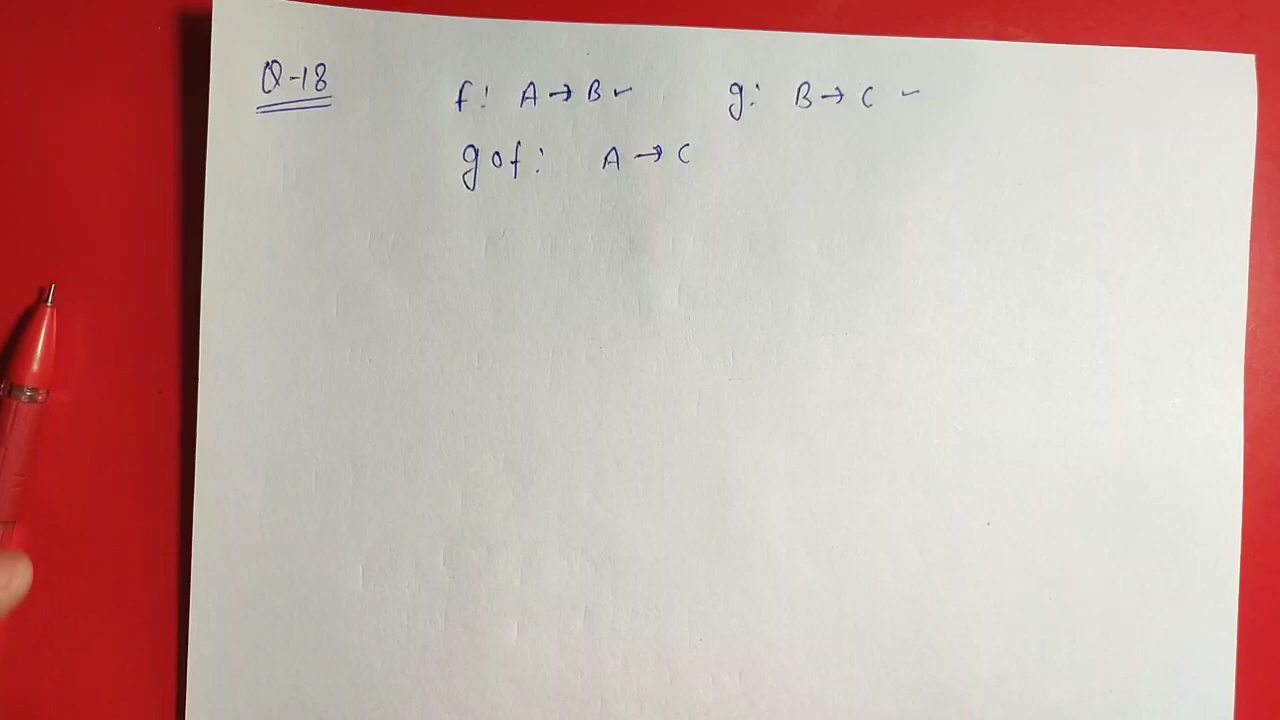 Q-18
f: A → B ~ g: B → C ~
gof: A → C